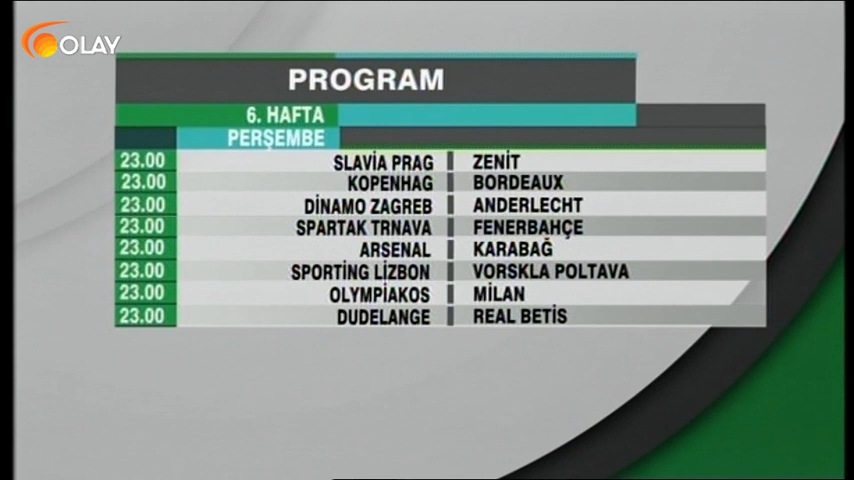 OLAY
PROGRAM
6. HAFTA
PERŞEMBE
23.00 SLAVİA PRAG ZENİT
23.00 KOPENHAG BORDEAUX
23.00 DİNAMO ZAGREB ANDERLECHT
23.00 SPARTAK TRNAVA FENERBAHÇE
23.00 ARSENAL KARABAĞ
23.00 SPORTİNG LİZBON VORSKLA POLTAVA
23.00 OLYMPİAKOS MİLAN
23.00 DUDELANGE REAL BETİS